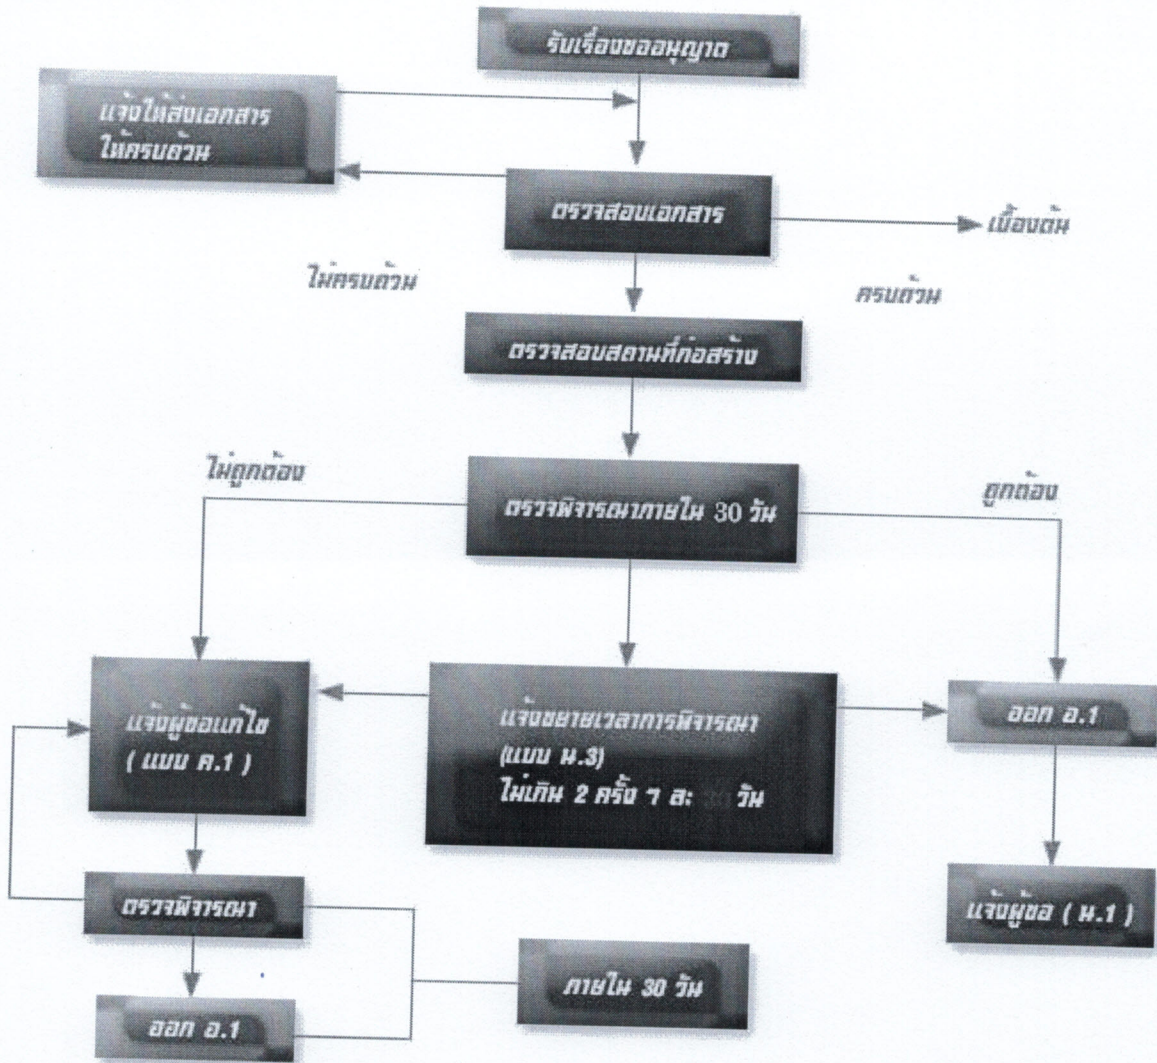 รับเรื่องขออนุญาต
แจ้งให้ส่งเอกสาร
ให้ครบถ้วน
ตรวจสอบเอกสาร
เบื้องต้น
ไม่ครบถ้วน
ครบถ้วน
ตรวจสอบสถานที่ก่อสร้าง
ไม่ถูกต้อง
ถูกต้อง
ตรวจพิจารณาภายใน 30 วัน
แจ้งผู้ขอแก้ไข
( แบบ ค.1 )
แจ้งขยายเวลาการพิจารณา
(แบบ น.3)
ไม่เกิน 2 ครั้ง ๆ ละ วัน
ออก อ.1
ตรวจพิจารณา
แจ้งผู้ขอ ( น.1 )
ภายใน 30 วัน
ออก อ.1